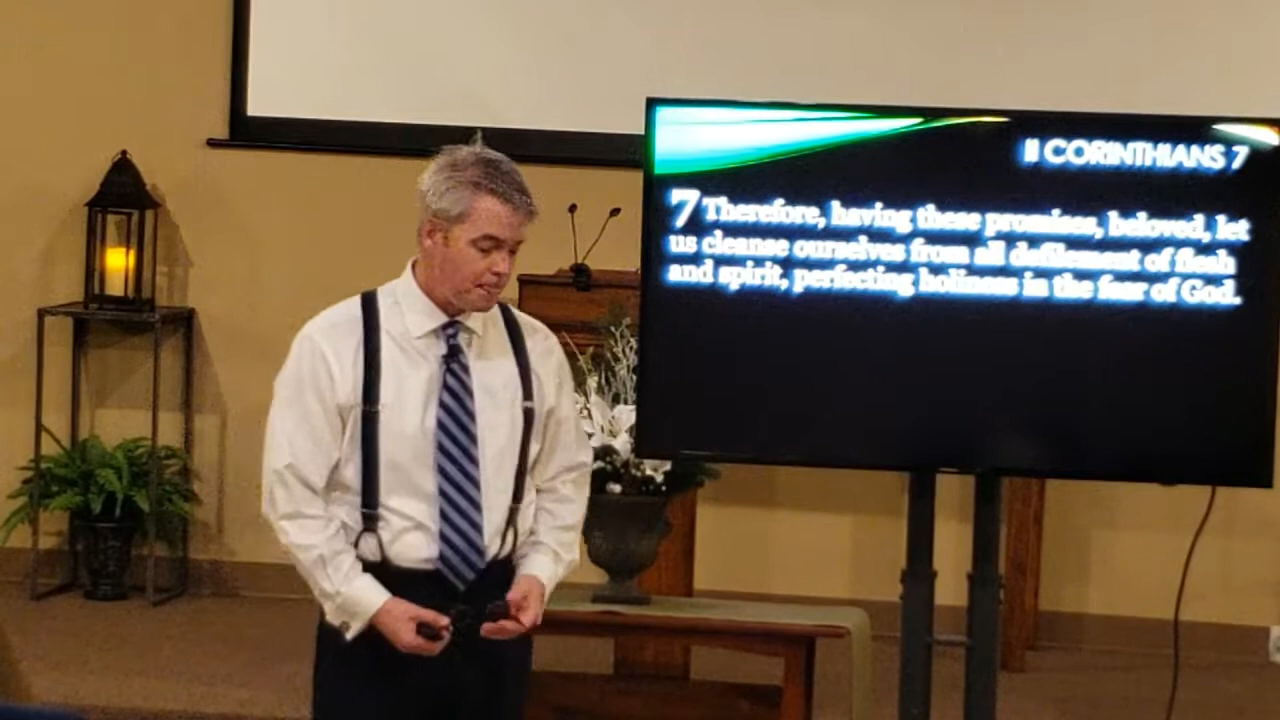 II CORINTHIANS 7
7 Therefore, having these promises, beloved, let
us cleanse ourselves from all defilement of flesh
and spirit, perfecting holiness in the fear of God.